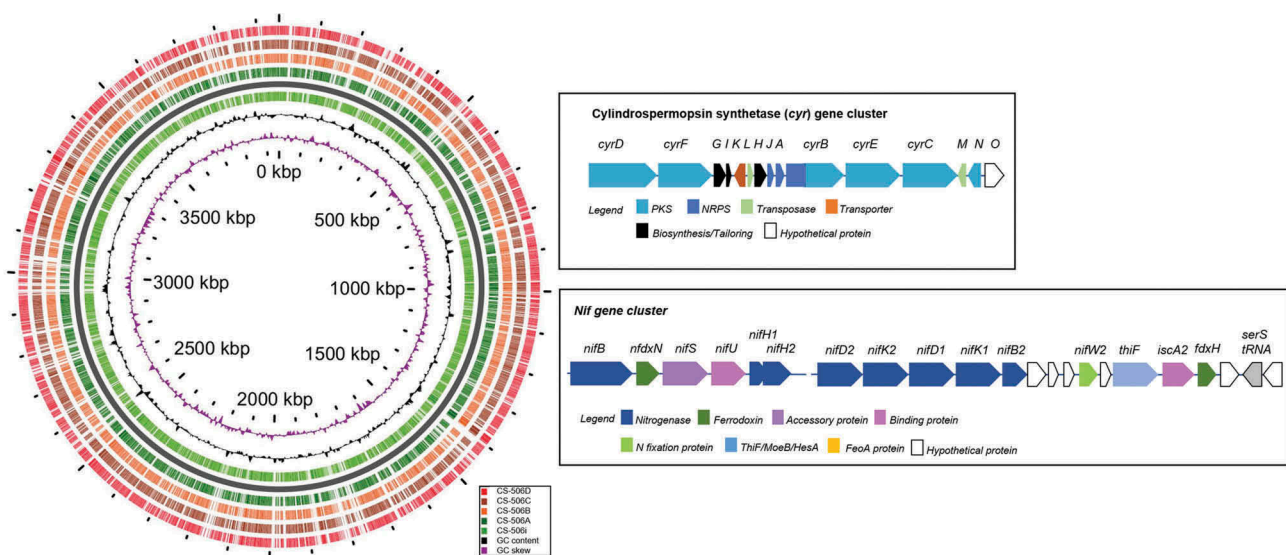 0 kbp
500 kbp
1000 kbp
1500 kbp
2000 kbp
2500 kbp
3000 kbp
3500 kbp
CS-506D
CS-506C
CS-506B
CS-506A
CS-506i
GC content
GC skew
Cylindrospermopsin synthetase (cyr) gene cluster
cyrD cyrF G I K L H J A cyrB cyrE cyrC M N O
Legend PKS NRPS Transposase Transporter
Biosynthesis/Tailoring Hypothetical protein
Nif gene cluster
nifB nfdxN nifS nifU nifH1 nifH2 nifD2 nifK2 nifD1 nifK1 nifB2 nifW2 thiF iscA2 fdxH serS tRNA
Legend Nitrogenase Ferrodoxin Accessory protein Binding protein
N fixation protein ThiF/MoeB/HesA FeoA protein Hypothetical protein